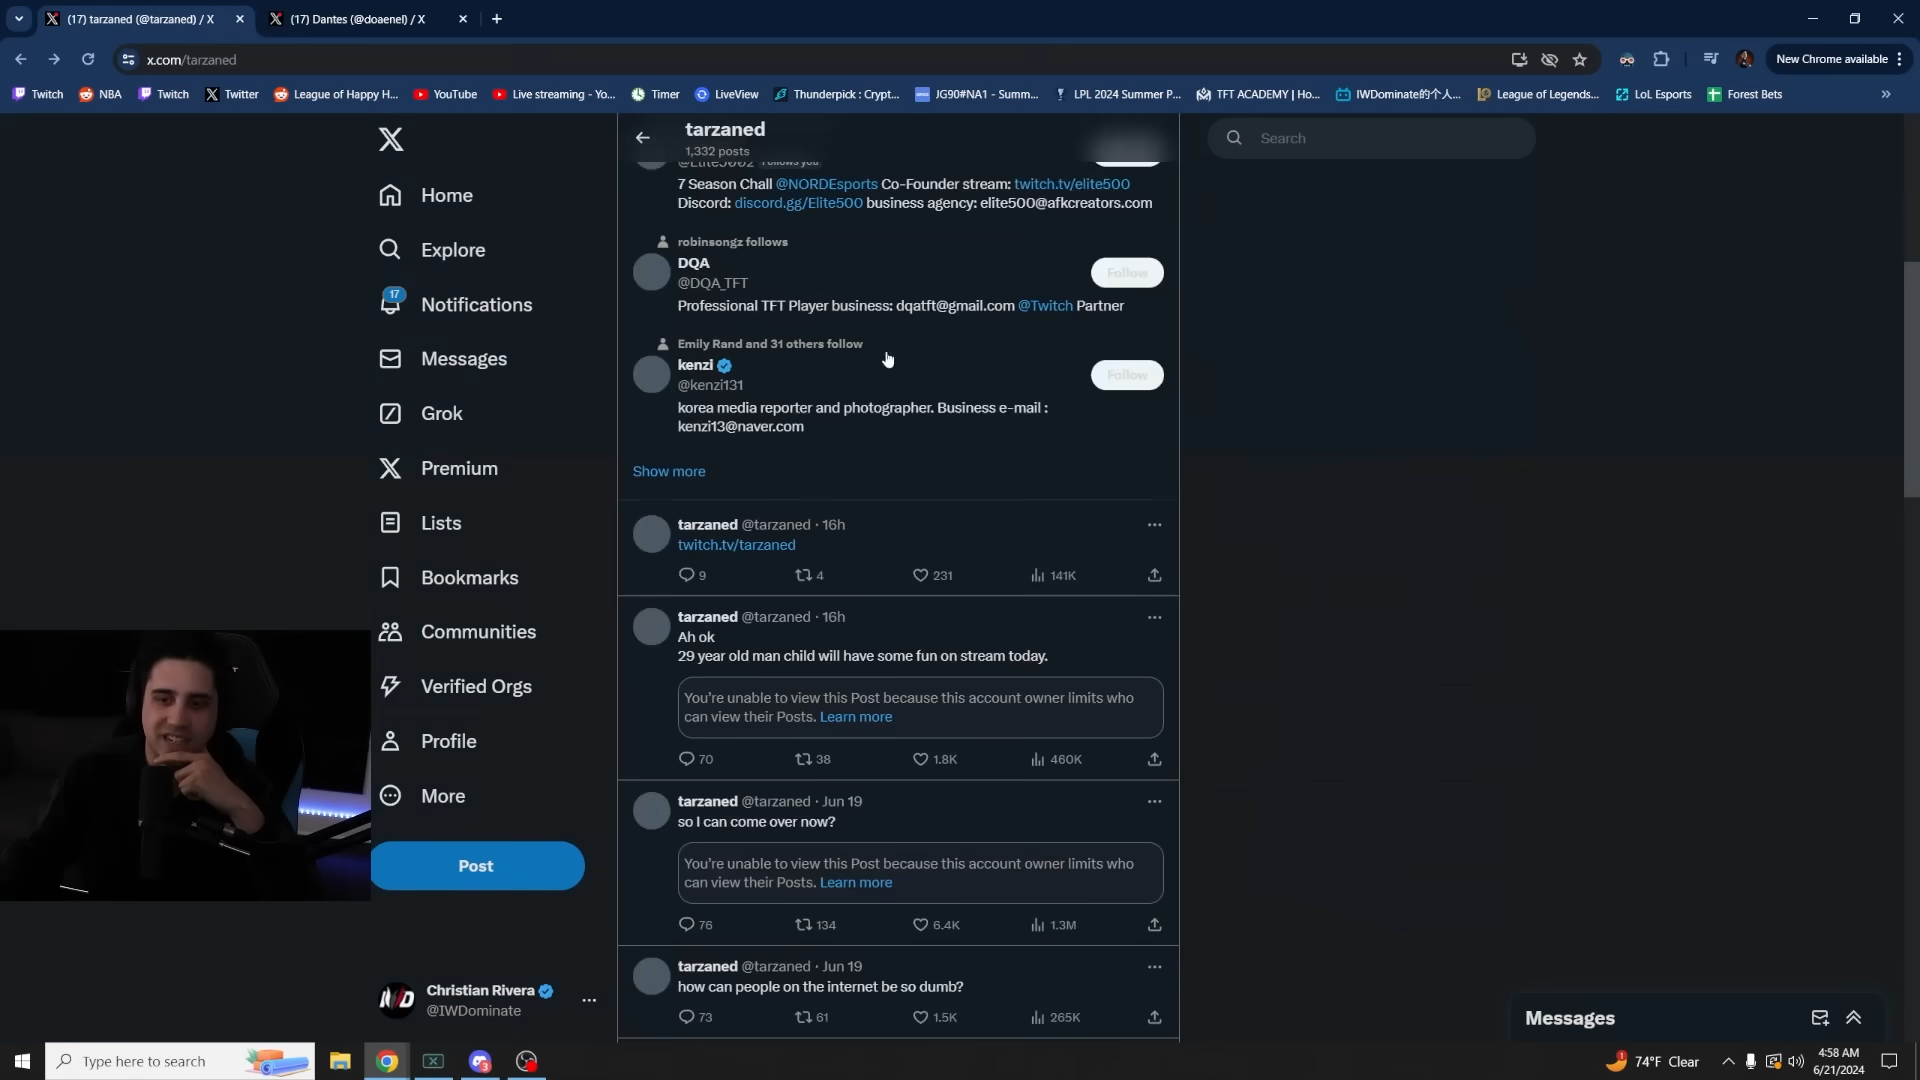 (17) tarzaned (@tarzaned) / X
(17) Dantes (@doaenel) / X
x.com/tarzaned
New Chrome available
Twitch
NBA
Twitch
Twitter
League of Happy H...
YouTube
Live streaming - Yo...
Timer
LiveView
Thunderpick : Crypt...
JG90#NA1 - Summ...
LPL 2024 Summer P...
TFT ACADEMY | Ho...
IWDominate的个人...
League of Legends...
LoL Esports
Forest Bets
tarzaned
1,332 posts
Search
Home
Explore
17
Notifications
Messages
Grok
Premium
Lists
Bookmarks
Communities
Verified Orgs
Profile
More
Post
Christian Rivera
@IWDominate
@Elite5002 Follows you
7 Season Chall @NORDEsports Co-Founder stream: twitch.tv/elite500
Discord: discord.gg/Elite500 business agency: elite500@afkcreators.com
robinsongz follows
DQA
@DQA_TFT
Follow
Professional TFT Player business: dqatft@gmail.com @Twitch Partner
Emily Rand and 31 others follow
kenzi
@kenzi131
Follow
korea media reporter and photographer. Business e-mail :
kenzi13@naver.com
Show more
tarzaned @tarzaned · 16h
twitch.tv/tarzaned
9 4 231 141K
tarzaned @tarzaned · 16h
Ah ok
29 year old man child will have some fun on stream today.
You're unable to view this Post because this account owner limits who
can view their Posts. Learn more
70 38 1.8K 460K
tarzaned @tarzaned · Jun 19
so I can come over now?
You're unable to view this Post because this account owner limits who
can view their Posts. Learn more
76 134 6.4K 1.3M
tarzaned @tarzaned · Jun 19
how can people on the internet be so dumb?
73 61 1.5K 265K
Messages
Type here to search
3
1
74°F Clear
4:58 AM
6/21/2024